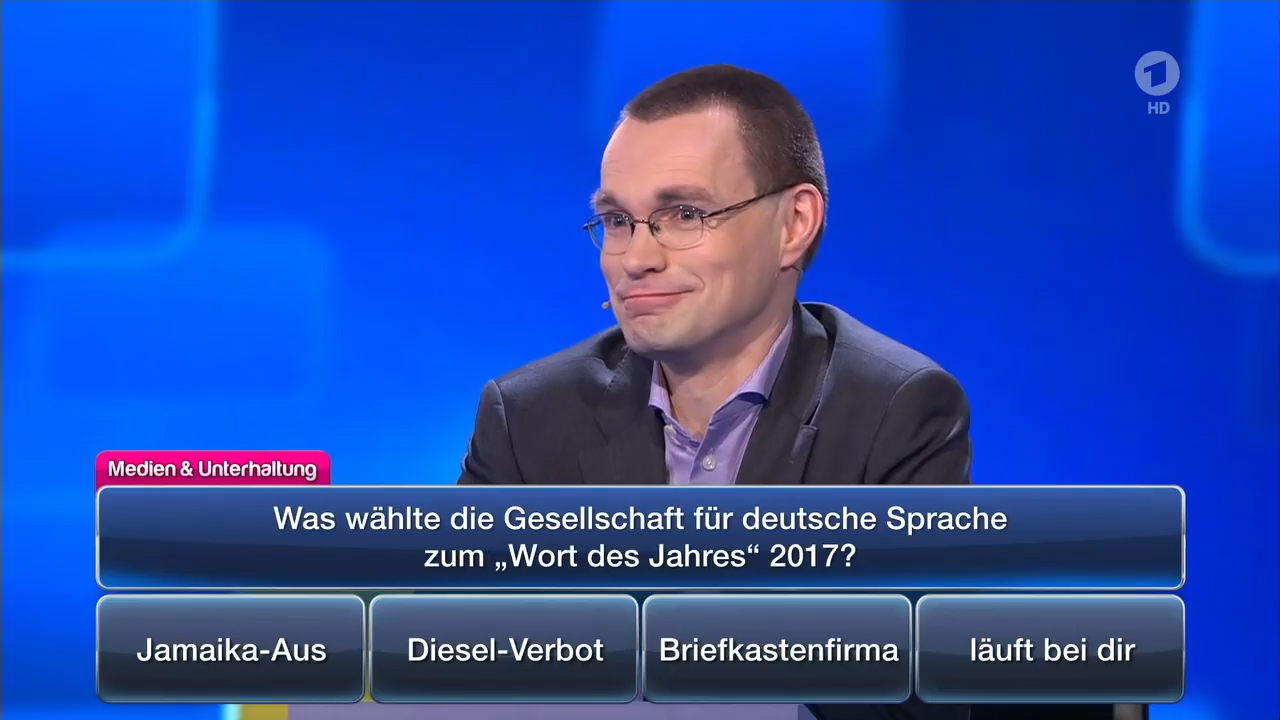 1
HD
Medien & Unterhaltung
Was wählte die Gesellschaft für deutsche Sprache
zum „Wort des Jahres“ 2017?
Jamaika-Aus
Diesel-Verbot
Briefkastenfirma
läuft bei dir